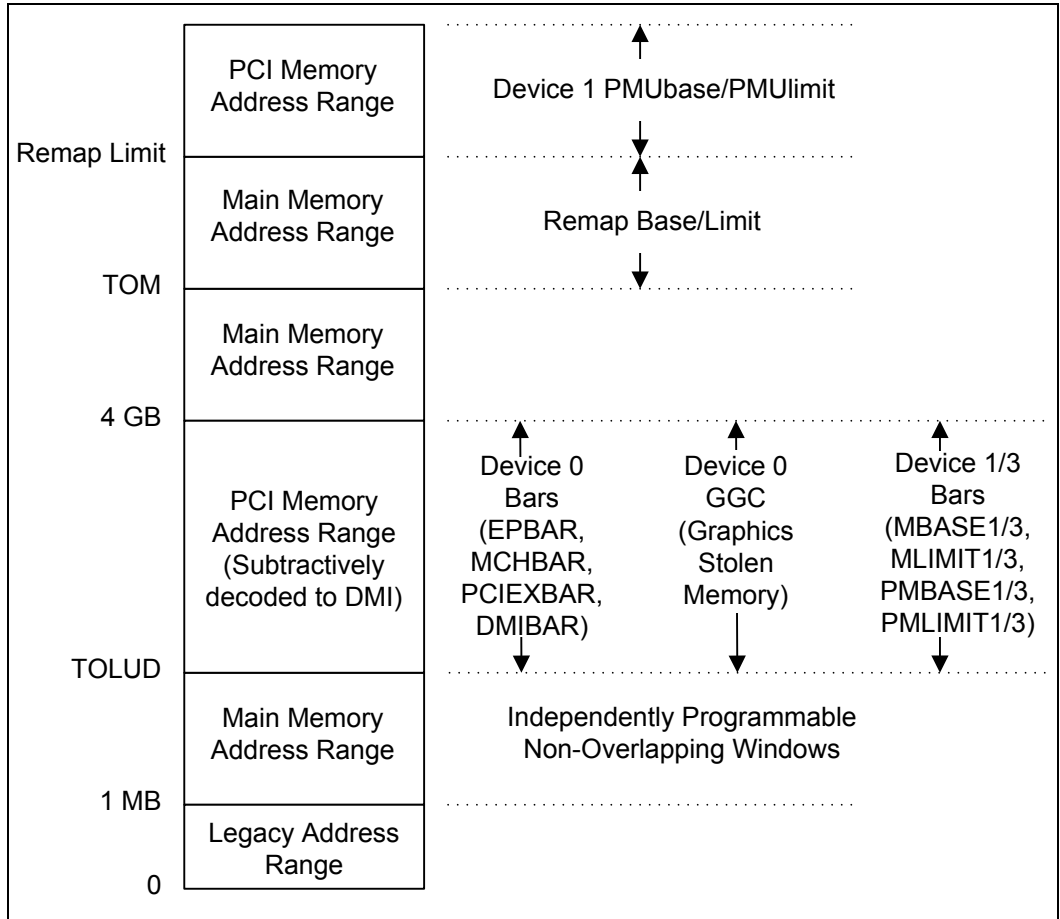 PCI Memory
Address Range
Device 1 PMUbase/PMUlimit
Remap Limit
Main Memory
Address Range
Remap Base/Limit
TOM
Main Memory
Address Range
4 GB
PCI Memory
Address Range
(Subtractively
decoded to DMI)
Device 0
Bars
(EPBAR,
MCHBAR,
PCIEXBAR,
DMIBAR)
Device 0
GGC
(Graphics
Stolen
Memory)
Device 1/3
Bars
(MBASE1/3,
MLIMIT1/3,
PMBASE1/3,
PMLIMIT1/3)
TOLUD
Main Memory
Address Range
Independently Programmable
Non-Overlapping Windows
1 MB
Legacy Address
Range
0